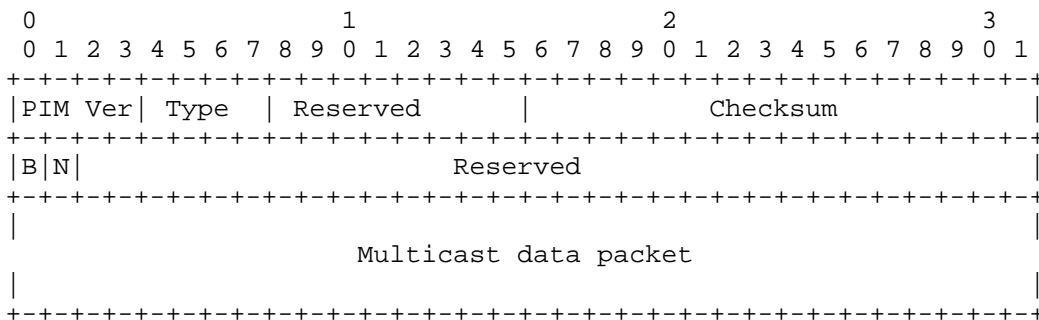 0                   1                   2                   3
 0 1 2 3 4 5 6 7 8 9 0 1 2 3 4 5 6 7 8 9 0 1 2 3 4 5 6 7 8 9 0 1
+-+-+-+-+-+-+-+-+-+-+-+-+-+-+-+-+-+-+-+-+-+-+-+-+-+-+-+-+-+-+-+-+
|PIM Ver| Type  | Reserved      |           Checksum            |
+-+-+-+-+-+-+-+-+-+-+-+-+-+-+-+-+-+-+-+-+-+-+-+-+-+-+-+-+-+-+-+-+
|B|N|                       Reserved                            |
+-+-+-+-+-+-+-+-+-+-+-+-+-+-+-+-+-+-+-+-+-+-+-+-+-+-+-+-+-+-+-+-+
|                                                               |
                      Multicast data packet
|                                                               |
+-+-+-+-+-+-+-+-+-+-+-+-+-+-+-+-+-+-+-+-+-+-+-+-+-+-+-+-+-+-+-+-+